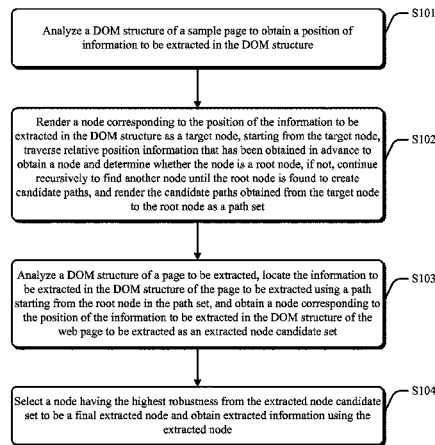 S101
Analyze a DOM structure of a sample page to obtain a position of
information to be extracted in the DOM structure
S102
Render a node corresponding to the position of the information to be
extracted in the DOM structure as a target node, starting from the target node,
traverse relative position information that has been obtained in advance to
obtain a node and determine whether the node is a root node, if not, continue
recursively to find another node until the root node is found to create
candidate paths, and render the candidate paths obtained from the target node
to the root node as a path set
S103
Analyze a DOM structure of a page to be extracted, locate the information to
be extracted in the DOM structure of the page to be extracted using a path
starting from the root node in the path set, and obtain a node corresponding to
the position of the information to be extracted in the DOM structure of the
web page to be extracted as an extracted node candidate set
S104
Select a node having the highest robustness from the extracted node candidate
set to be a final extracted node and obtain extracted information using the
extracted node